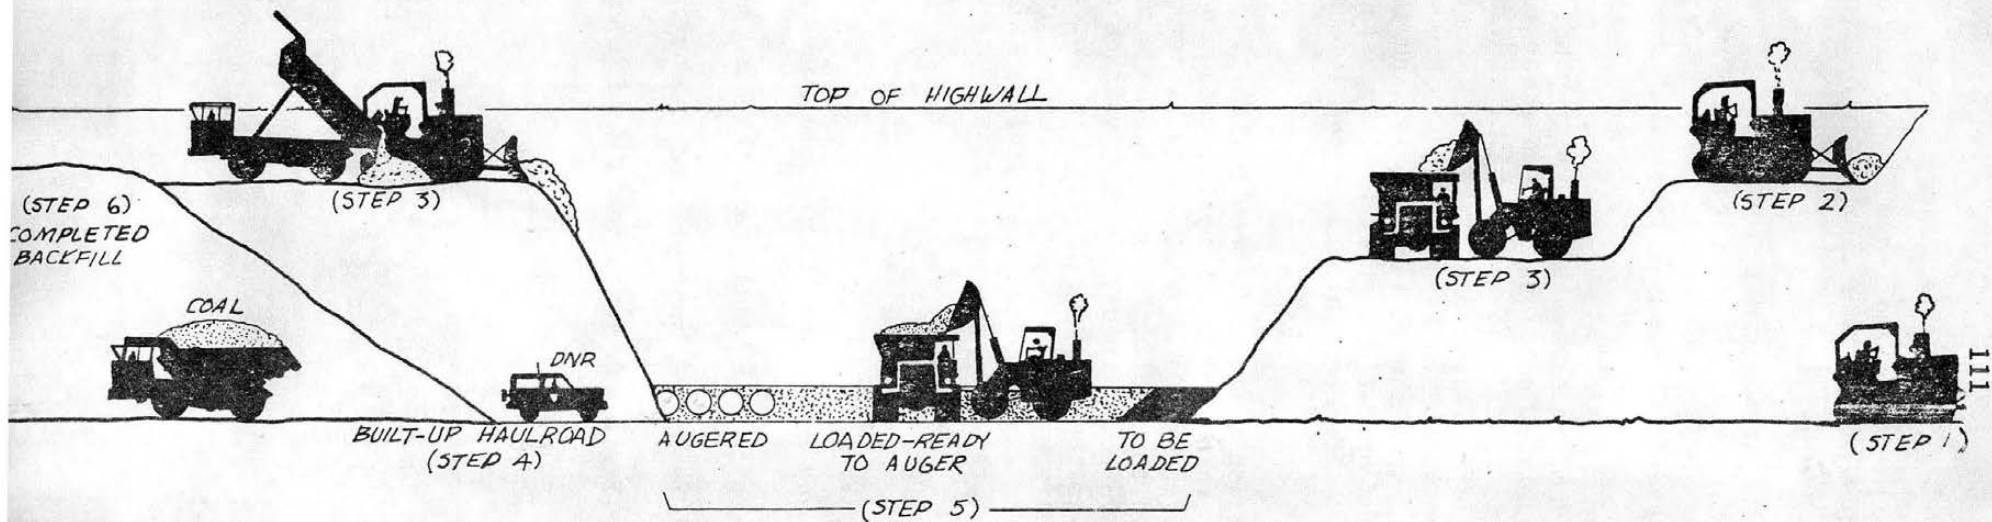 TOP OF HIGHWALL
(STEP 3)
(STEP 2)
(STEP 6)
COMPLETED
BACKFILL
(STEP 3)
COAL
DNR
111
BUILT-UP HAULROAD
(STEP 4)
AUGERED
LOADED-READY
TO AUGER
TO BE
LOADED
(STEP 1)
(STEP 5)